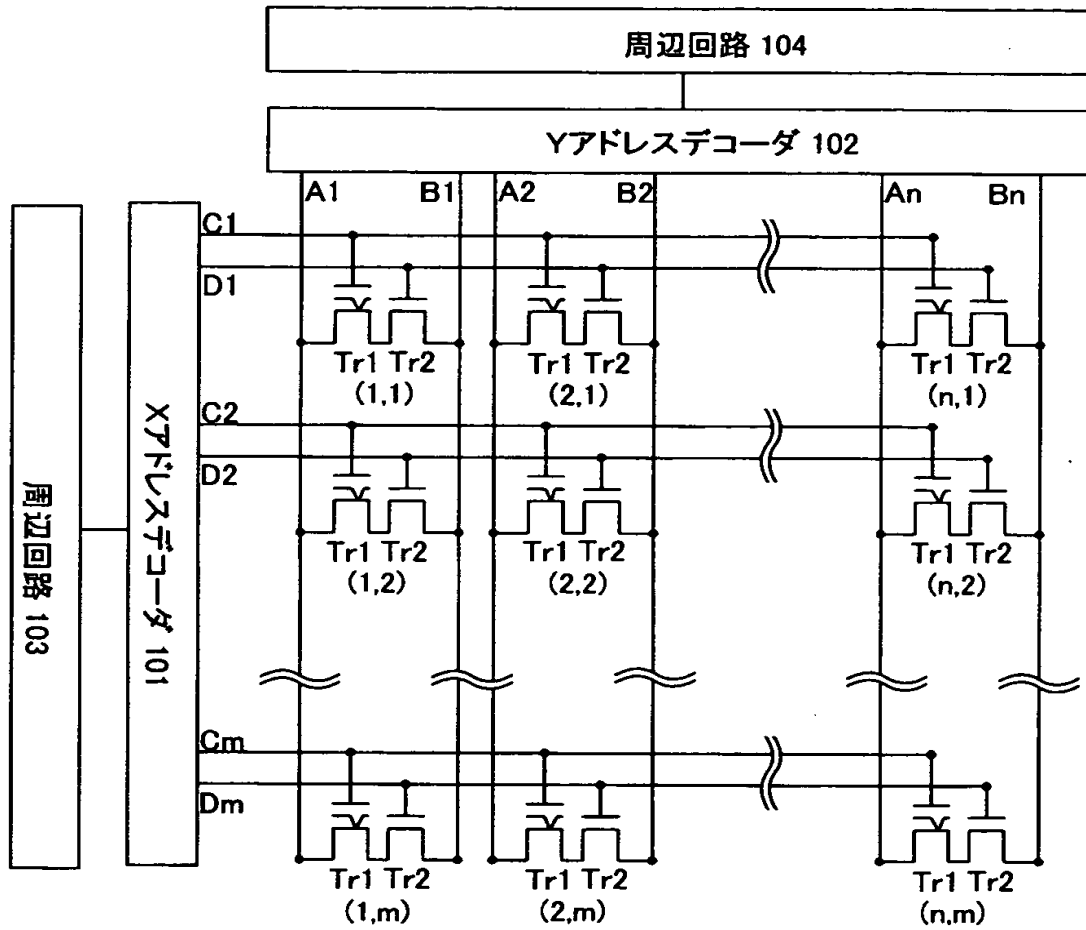 周辺回路 104
Yアドレスデコーダ 102
A1 B1 A2 B2 An Bn
C1
D1
Tr1 Tr2 Tr1 Tr2 Tr1 Tr2
(1,1) (2,1) (n,1)
C2
D2
Tr1 Tr2 Tr1 Tr2 Tr1 Tr2
(1,2) (2,2) (n,2)
周辺回路 103
Xアドレスデコーダ 101
Cm
Dm
Tr1 Tr2 Tr1 Tr2 Tr1 Tr2
(1,m) (2,m) (n,m)